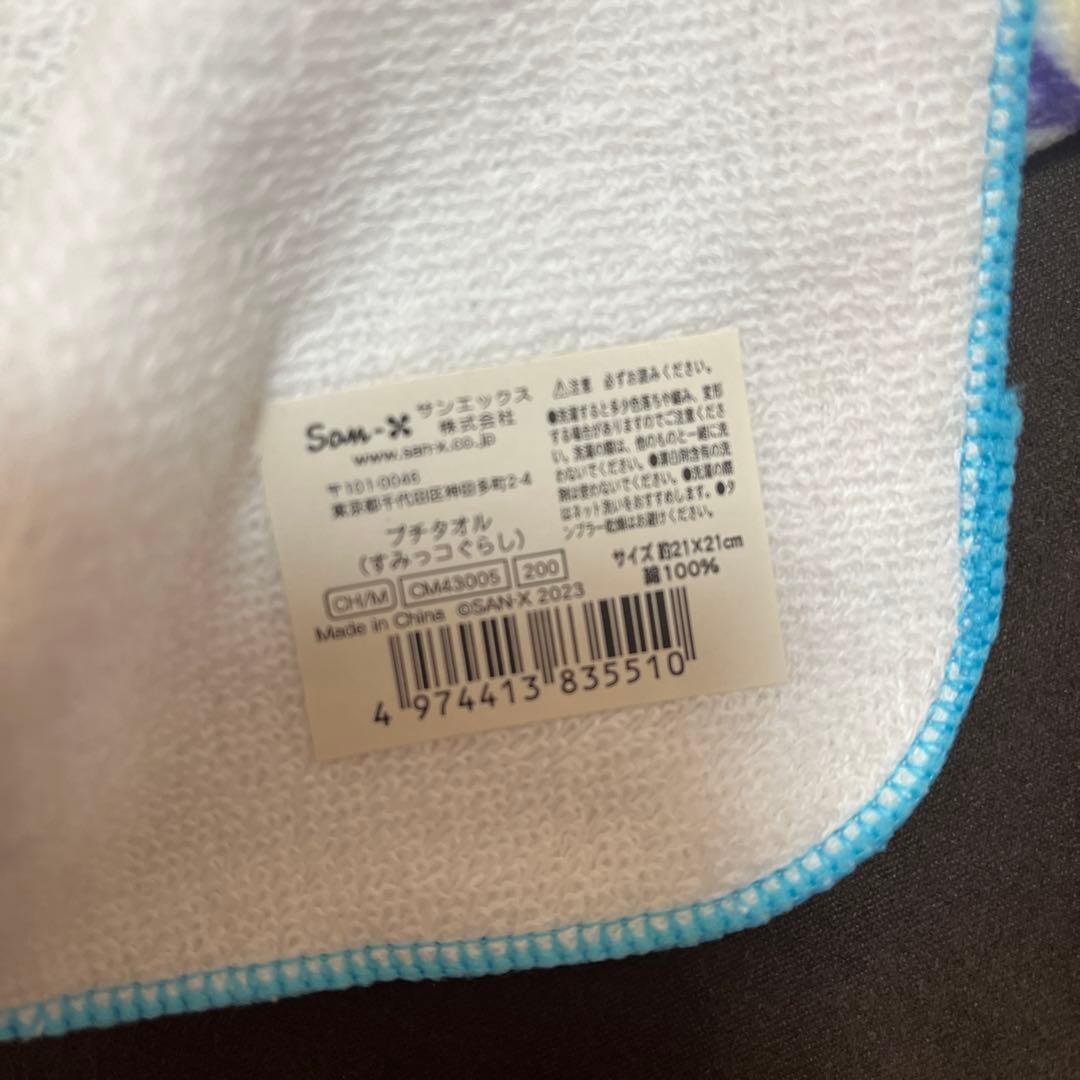 San-X サンエックス
株式会社
www.san-x.co.jp
〒101-0046
東京都千代田区神田多町2-4
プチタオル
(すみっコぐらし)
CH/M CM43005 200
Made in China ©SAN-X 2023
⚠注意 必ずお読みください。
●洗濯すると多少色落ちや縮み、変形
する場合がありますのでご注意くださ
い。洗濯の際は、他のものと一緒に洗
わないでください。●漂白剤含有の洗
剤は使わないでください。●洗濯の際
はネット洗いをおすすめします。●タ
ンブラー乾燥はお避けください。
サイズ 約21X21cm
綿100%
4 974413 835510